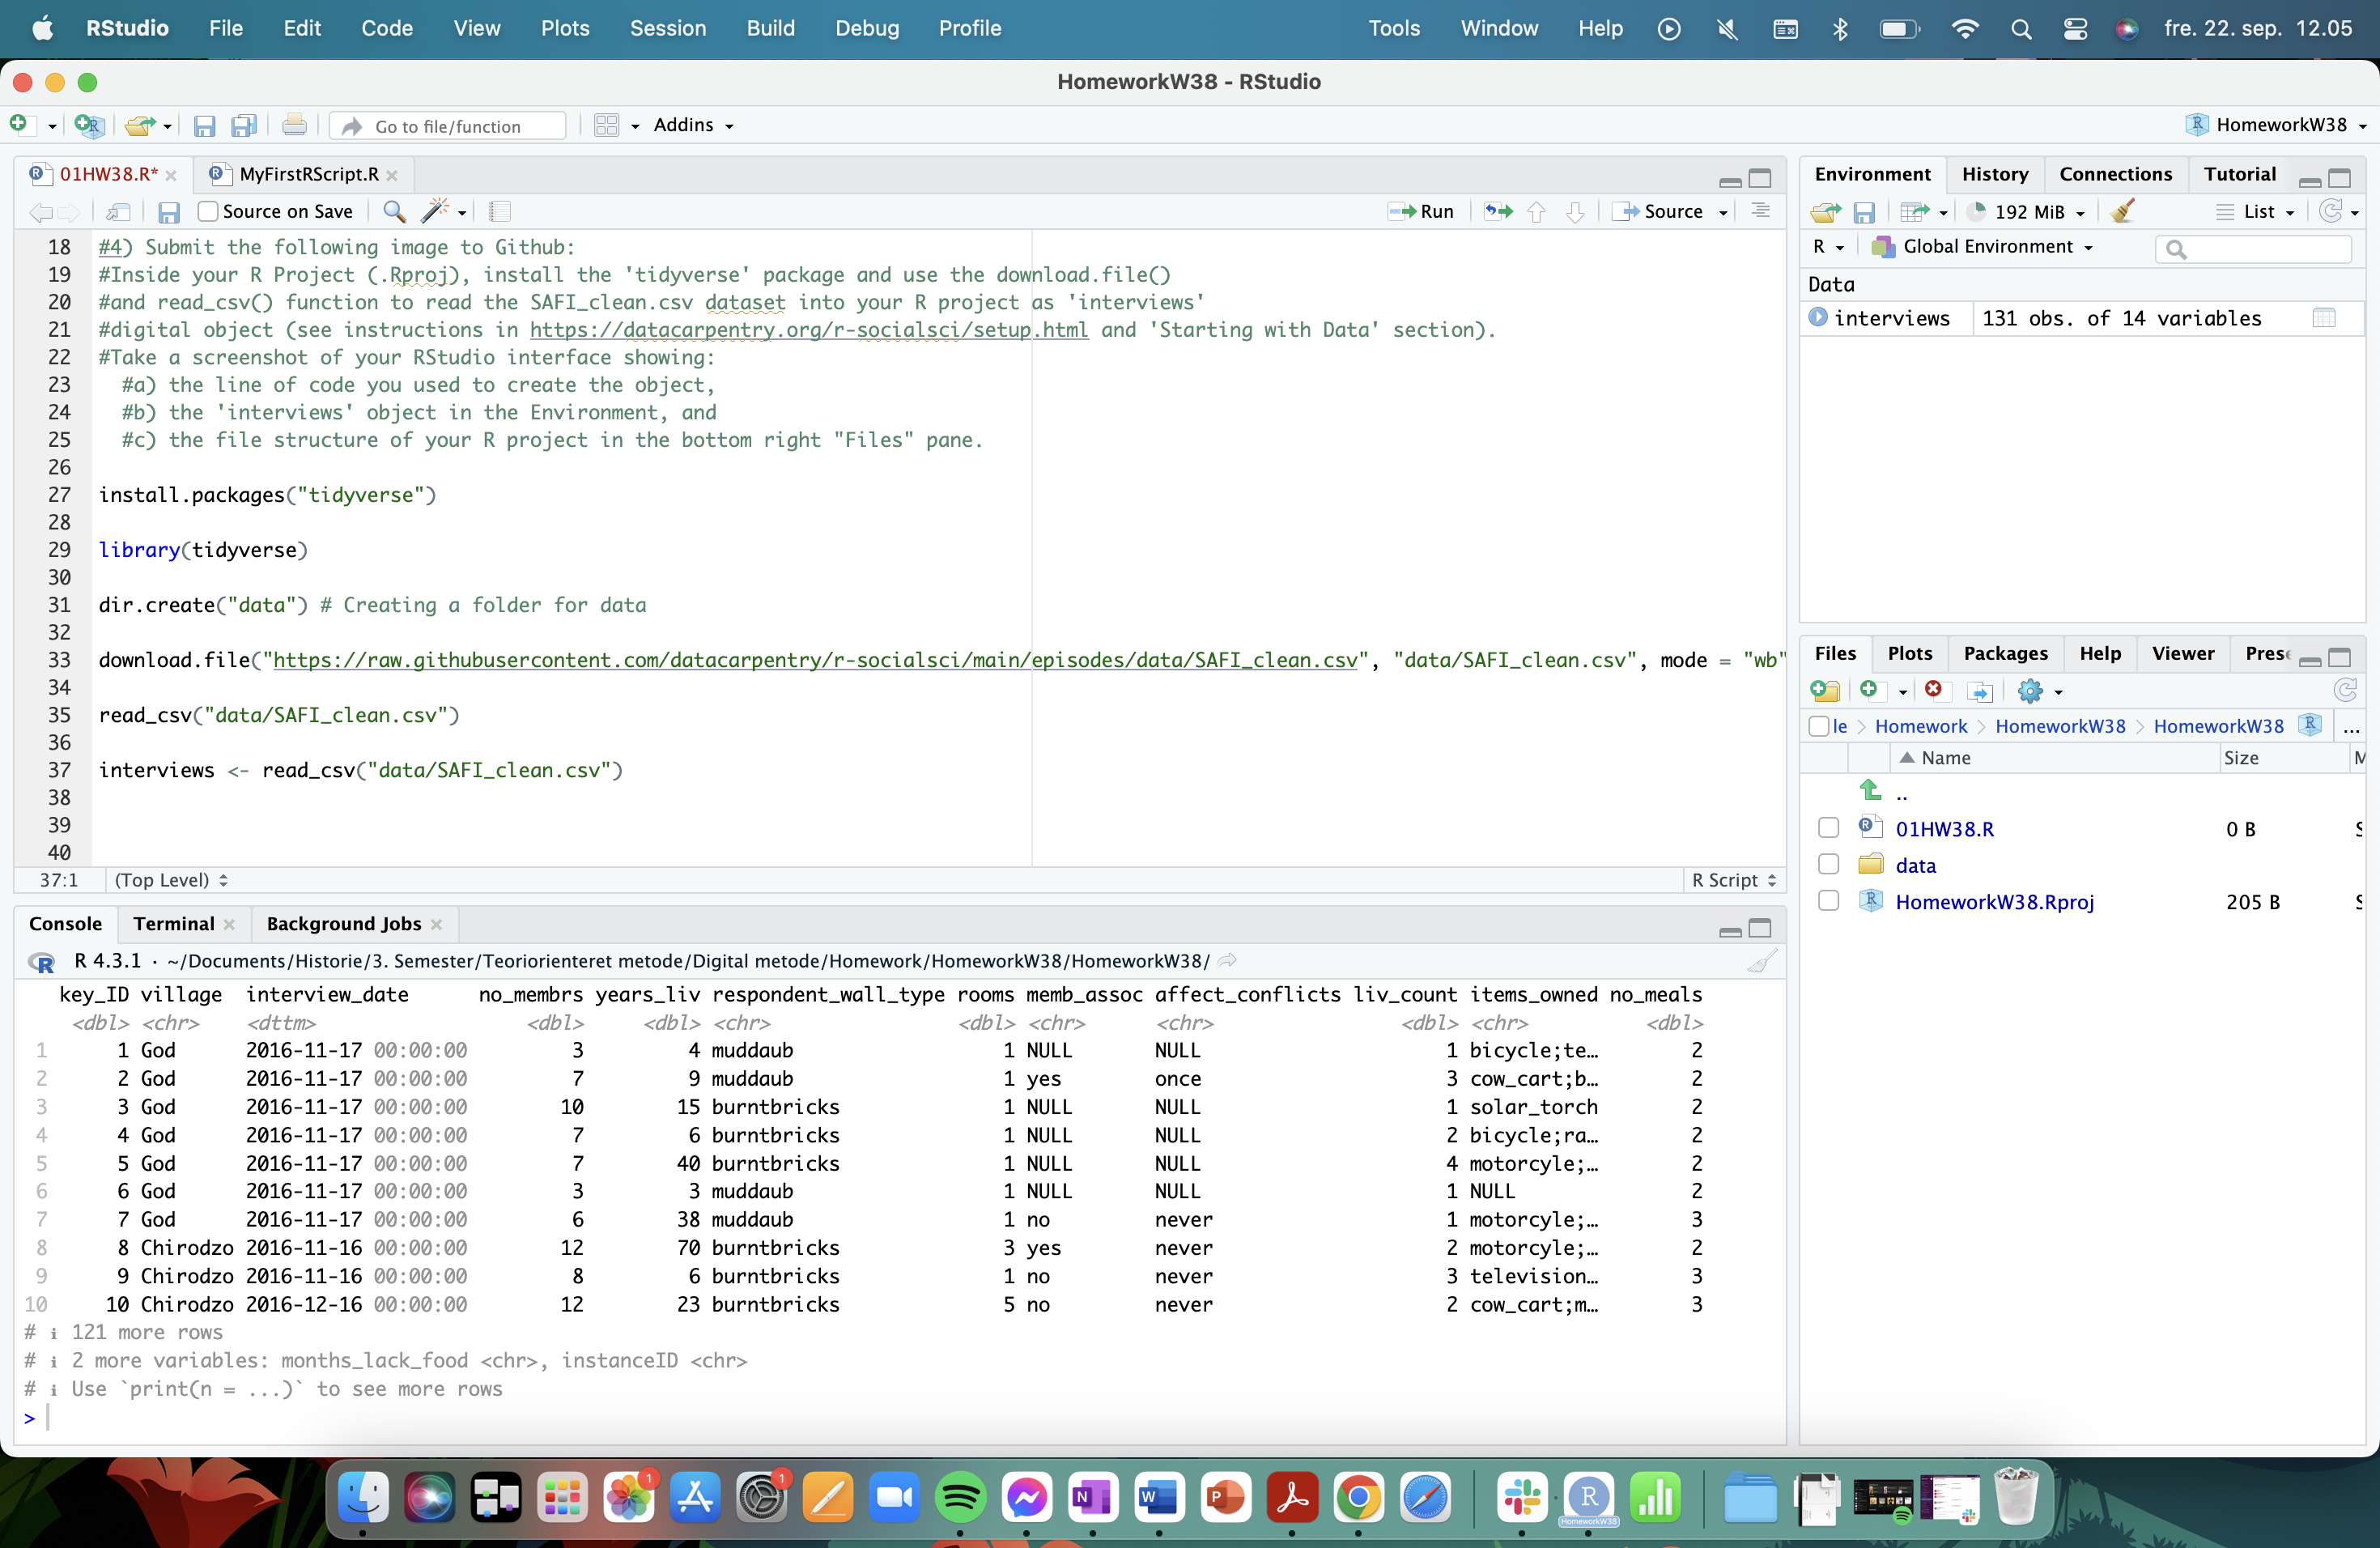 RStudio File Edit Code View Plots Session Build Debug Profile Tools Window Help fre. 22. sep. 12.05
HomeworkW38 - RStudio
Go to file/function Addins HomeworkW38
01HW38.R* MyFirstRScript.R
Source on Save Run Source
18 #4) Submit the following image to Github:
19 #Inside your R Project (.Rproj), install the 'tidyverse' package and use the download.file()
20 #and read_csv() function to read the SAFI_clean.csv dataset into your R project as 'interviews'
21 #digital object (see instructions in https://datacarpentry.org/r-socialsci/setup.html and 'Starting with Data' section).
22 #Take a screenshot of your RStudio interface showing:
23 #a) the line of code you used to create the object,
24 #b) the 'interviews' object in the Environment, and
25 #c) the file structure of your R project in the bottom right "Files" pane.
26
27 install.packages("tidyverse")
28
29 library(tidyverse)
30
31 dir.create("data") # Creating a folder for data
32
33 download.file("https://raw.githubusercontent.com/datacarpentry/r-socialsci/main/episodes/data/SAFI_clean.csv", "data/SAFI_clean.csv", mode = "wb"
34
35 read_csv("data/SAFI_clean.csv")
36
37 interviews <- read_csv("data/SAFI_clean.csv")
38
39
40
37:1 (Top Level) R Script
Console Terminal Background Jobs
R 4.3.1 · ~/Documents/Historie/3. Semester/Teoriorienteret metode/Digital metode/Homework/HomeworkW38/HomeworkW38/
key_ID village interview_date no_membrs years_liv respondent_wall_type rooms memb_assoc affect_conflicts liv_count items_owned no_meals
<dbl> <chr> <dttm> <dbl> <dbl> <chr> <dbl> <chr> <chr> <dbl> <chr> <dbl>
1 1 God 2016-11-17 00:00:00 3 4 muddaub 1 NULL NULL 1 bicycle;te… 2
2 2 God 2016-11-17 00:00:00 7 9 muddaub 1 yes once 3 cow_cart;b… 2
3 3 God 2016-11-17 00:00:00 10 15 burntbricks 1 NULL NULL 1 solar_torch 2
4 4 God 2016-11-17 00:00:00 7 6 burntbricks 1 NULL NULL 2 bicycle;ra… 2
5 5 God 2016-11-17 00:00:00 7 40 burntbricks 1 NULL NULL 4 motorcyle;… 2
6 6 God 2016-11-17 00:00:00 3 3 muddaub 1 NULL NULL 1 NULL 2
7 7 God 2016-11-17 00:00:00 6 38 muddaub 1 no never 1 motorcyle;… 3
8 8 Chirodzo 2016-11-16 00:00:00 12 70 burntbricks 3 yes never 2 motorcyle;… 2
9 9 Chirodzo 2016-11-16 00:00:00 8 6 burntbricks 1 no never 3 television… 3
10 10 Chirodzo 2016-12-16 00:00:00 12 23 burntbricks 5 no never 2 cow_cart;m… 3
# ℹ 121 more rows
# ℹ 2 more variables: months_lack_food <chr>, instanceID <chr>
# ℹ Use `print(n = ...)` to see more rows
>
Environment History Connections Tutorial
192 MiB List
R Global Environment
Data
interviews 131 obs. of 14 variables
Files Plots Packages Help Viewer Prese
le > Homework > HomeworkW38 > HomeworkW38 ...
Name Size M
..
01HW38.R 0 B S
data
HomeworkW38.Rproj 205 B S
1 1
HomeworkW38